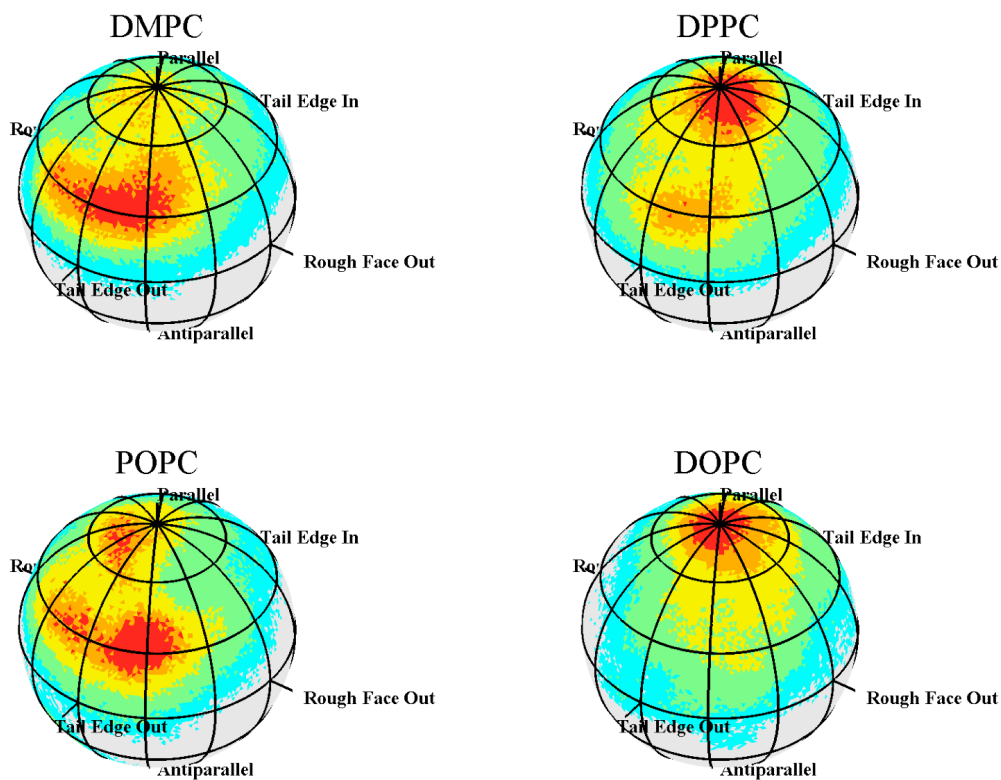 DMPC
Parallel
Tail Edge In
Rough Face Out
Tail Edge Out
Antiparallel
DPPC
Parallel
Tail Edge In
Rough Face Out
Tail Edge Out
Antiparallel
POPC
Parallel
Tail Edge In
Rough Face Out
Tail Edge Out
Antiparallel
DOPC
Parallel
Tail Edge In
Rough Face Out
Tail Edge Out
Antiparallel